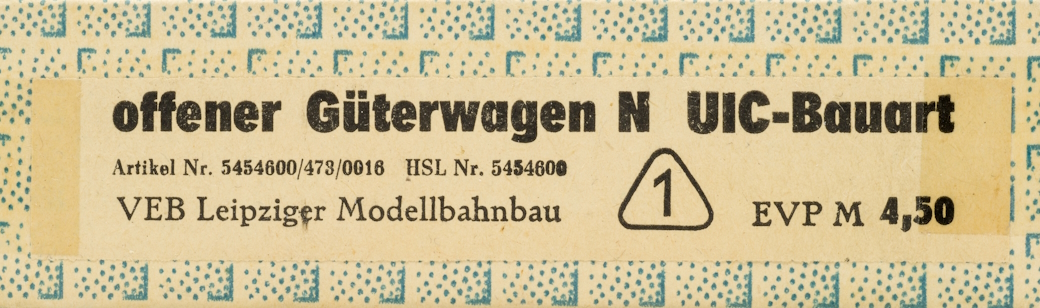 offener Güterwagen N UIC-Bauart
Artikel Nr. 5454600/473/0016 HSL Nr. 5454600
VEB Leipziger Modellbahnbau 1 EVP M 4,50